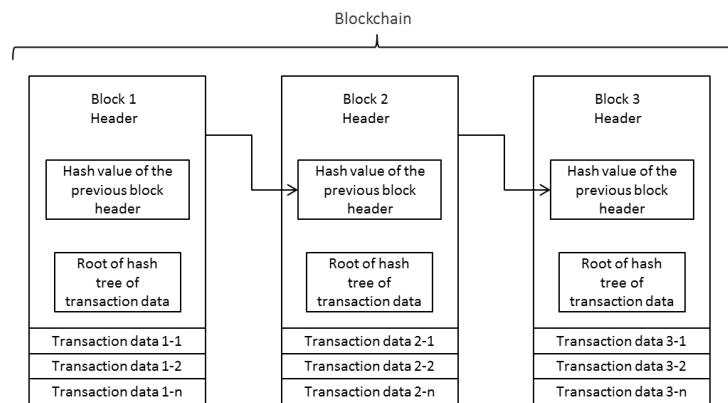 Blockchain
Block 1
Header
Hash value of the
previous block
header
Root of hash
tree of
transaction data
Transaction data 1-1
Transaction data 1-2
Transaction data 1-n
Block 2
Header
Hash value of the
previous block
header
Root of hash
tree of
transaction data
Transaction data 2-1
Transaction data 2-2
Transaction data 2-n
Block 3
Header
Hash value of the
previous block
header
Root of hash
tree of
transaction data
Transaction data 3-1
Transaction data 3-2
Transaction data 3-n